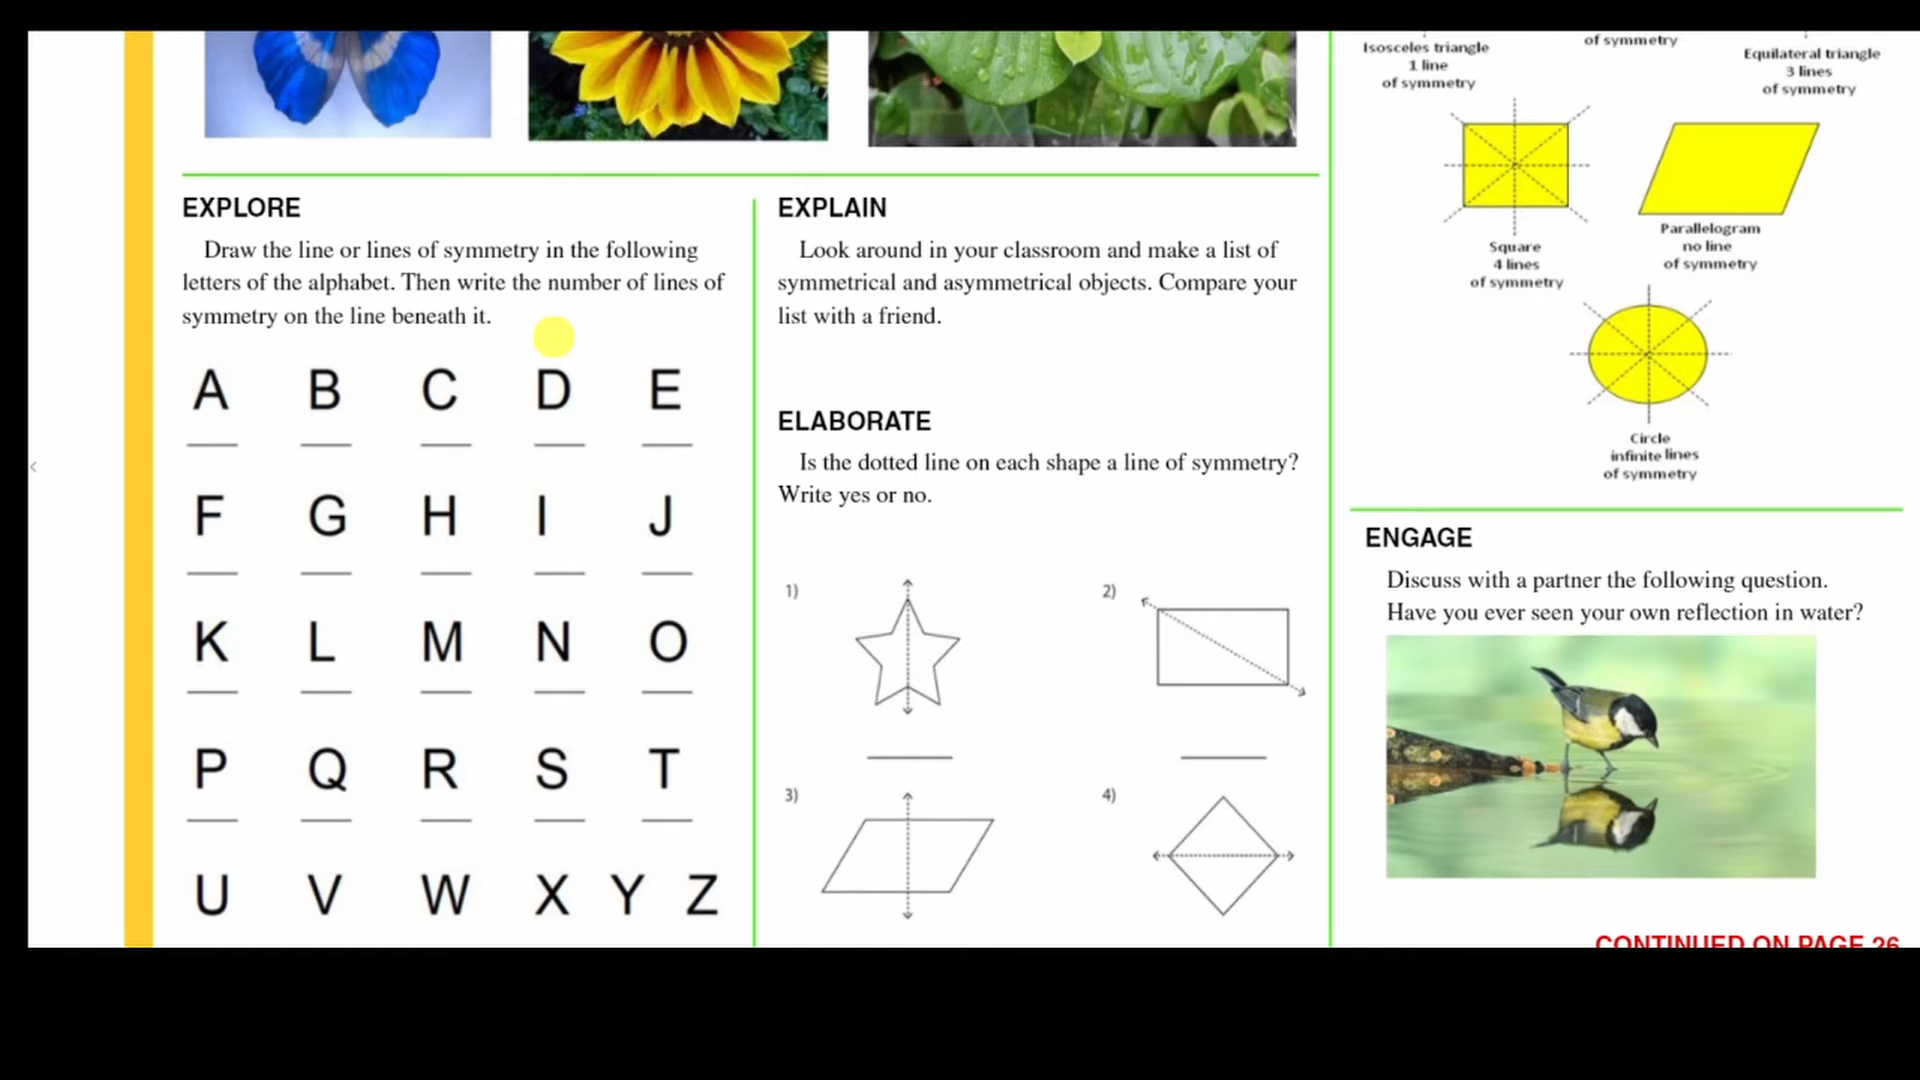 EXPLORE
Draw the line or lines of symmetry in the following
letters of the alphabet. Then write the number of lines of
symmetry on the line beneath it.
A B C D E
F G H I J
K L M N O
P Q R S T
U V W X Y Z
EXPLAIN
Look around in your classroom and make a list of
symmetrical and asymmetrical objects. Compare your
list with a friend.
ELABORATE
Is the dotted line on each shape a line of symmetry?
Write yes or no.
1)
2)
3)
4)
Isosceles triangle
1 line
of symmetry
of symmetry
Equilateral triangle
3 lines
of symmetry
Square
4 lines
of symmetry
Parallelogram
no line
of symmetry
Circle
infinite lines
of symmetry
ENGAGE
Discuss with a partner the following question.
Have you ever seen your own reflection in water?
CONTINUED ON PAGE 26